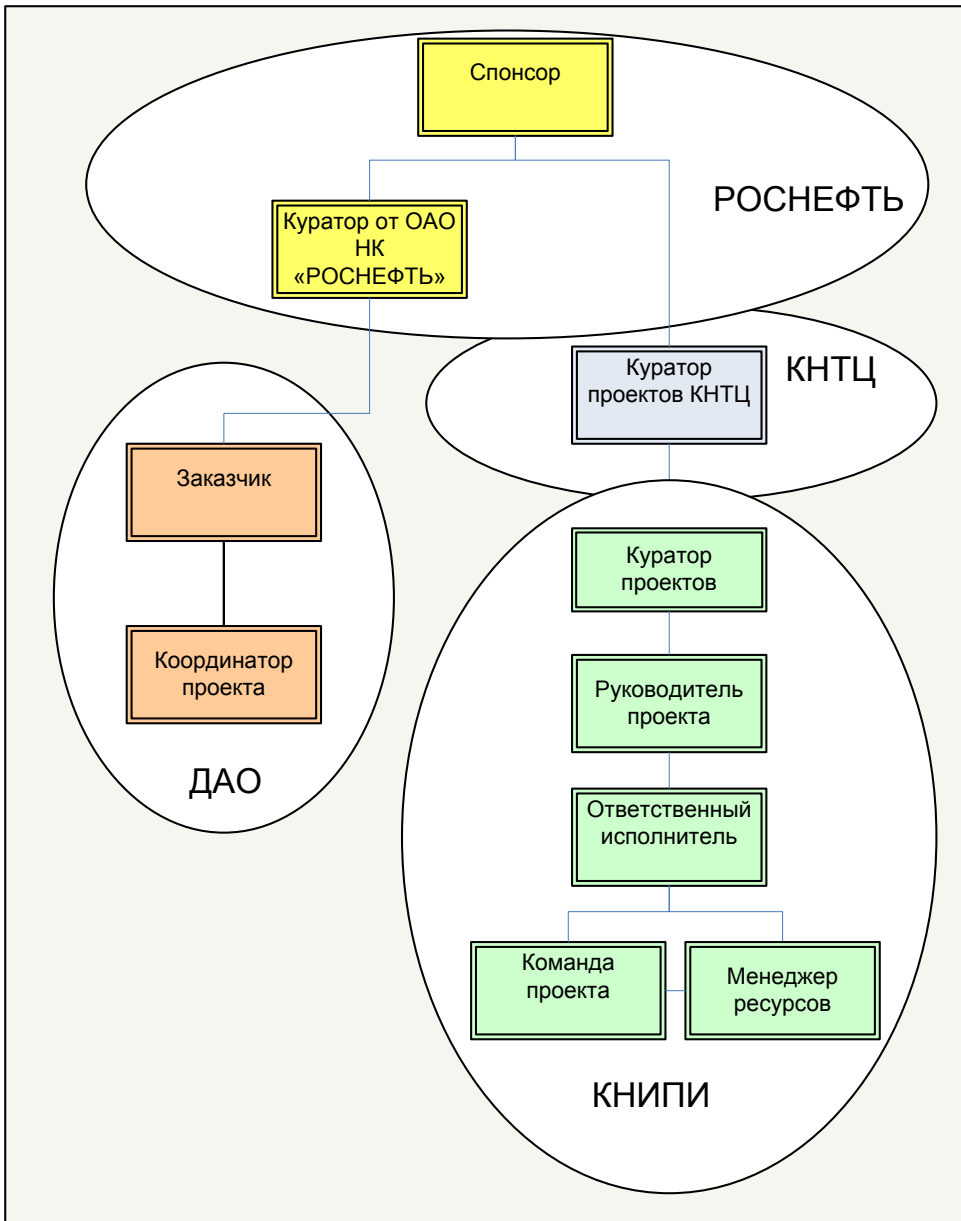 Спонсор
РОСНЕФТЬ
Куратор от ОАО
НК
«РОСНЕФТЬ»
КНТЦ
Куратор
проектов КНТЦ
Заказчик
Координатор
проекта
ДАО
Куратор
проектов
Руководитель
проекта
Ответственный
исполнитель
Команда
проекта
Менеджер
ресурсов
КНИПИ